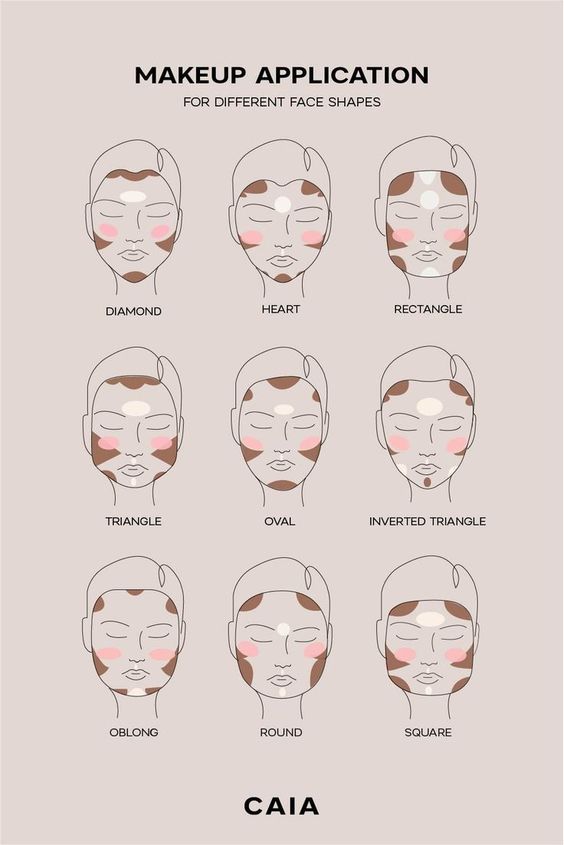 MAKEUP APPLICATION
FOR DIFFERENT FACE SHAPES
DIAMOND
HEART
RECTANGLE
TRIANGLE
OVAL
INVERTED TRIANGLE
OBLONG
ROUND
SQUARE
CAIA